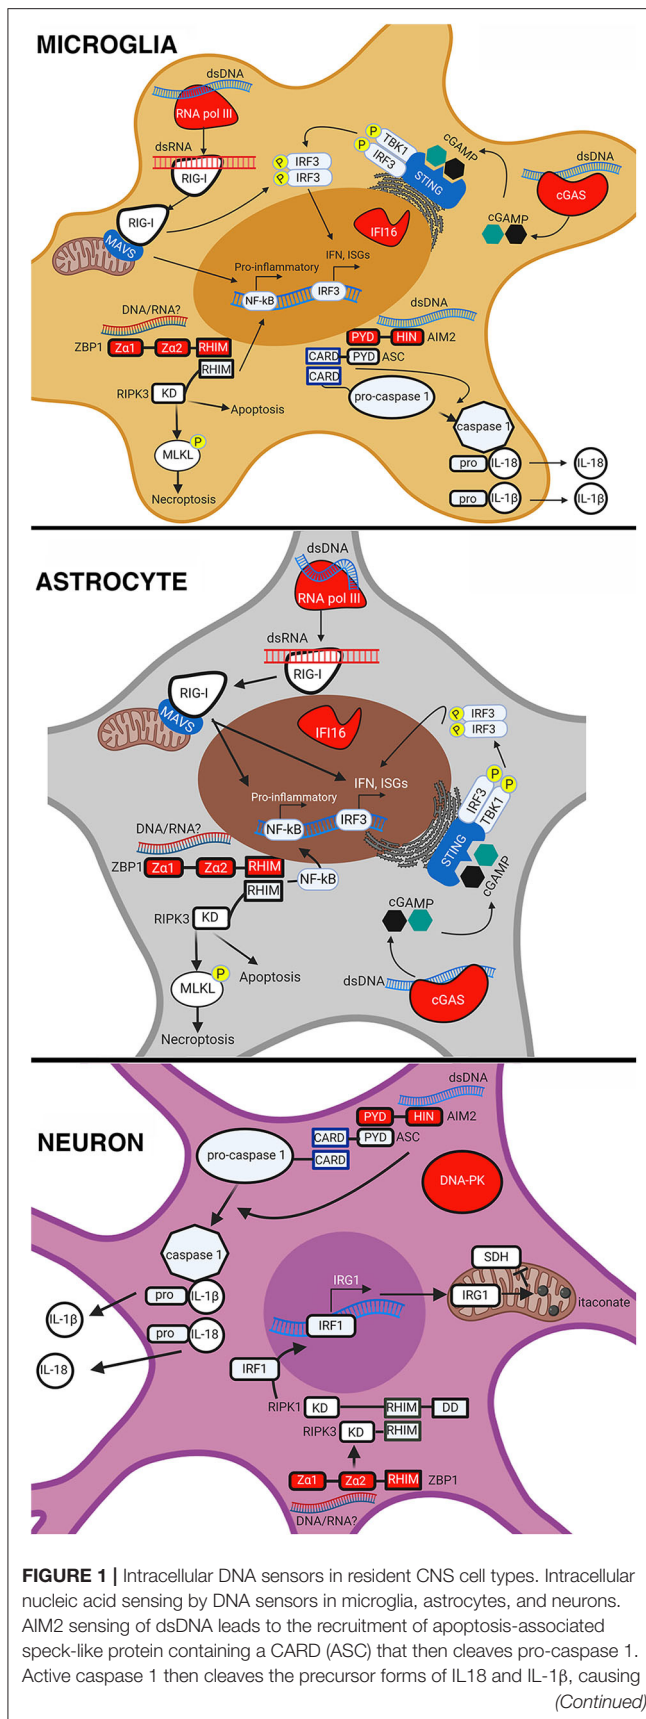 MICROGLIA
dsDNA
RNA pol III
dsRNA
RIG-I
RIG-I
MAVS
P IRF3
P IRF3
P TBK1
P IRF3
STING
cGAMP
dsDNA
cGAS
cGAMP
IFI16
IFN, ISGs
Pro-inflammatory
NF-kB
IRF3
DNA/RNA?
ZBP1 Zα1 Zα2 RHIM
RHIM
RIPK3 KD
Apoptosis
MLKL P
Necroptosis
dsDNA
PYD HIN AIM2
CARD PYD ASC
CARD
pro-caspase 1
caspase 1
pro IL-18 IL-18
pro IL-1β IL-1β
ASTROCYTE
dsDNA
RNA pol III
dsRNA
RIG-I
RIG-I
MAVS
IFI16
P IRF3
P IRF3
IFN, ISGs
Pro-inflammatory
NF-kB
IRF3
P P
IRF3
TBK1
STING
cGAMP
DNA/RNA?
ZBP1 Zα1 Zα2 RHIM
RHIM
NF-kB
RIPK3 KD
Apoptosis
MLKL P
Necroptosis
cGAMP
dsDNA
cGAS
NEURON
dsDNA
PYD HIN AIM2
CARD PYD ASC
CARD
pro-caspase 1
DNA-PK
caspase 1
pro IL-1β
IL-1β
pro IL-18
IL-18
IRG1
IRF1
IRF1
SDH
IRG1
itaconate
RIPK1 KD RHIM DD
RIPK3 KD RHIM
Zα1 Zα2 RHIM ZBP1
DNA/RNA?
FIGURE 1 | Intracellular DNA sensors in resident CNS cell types. Intracellular
nucleic acid sensing by DNA sensors in microglia, astrocytes, and neurons.
AIM2 sensing of dsDNA leads to the recruitment of apoptosis-associated
speck-like protein containing a CARD (ASC) that then cleaves pro-caspase 1.
Active caspase 1 then cleaves the precursor forms of IL18 and IL-1β, causing
(Continued)